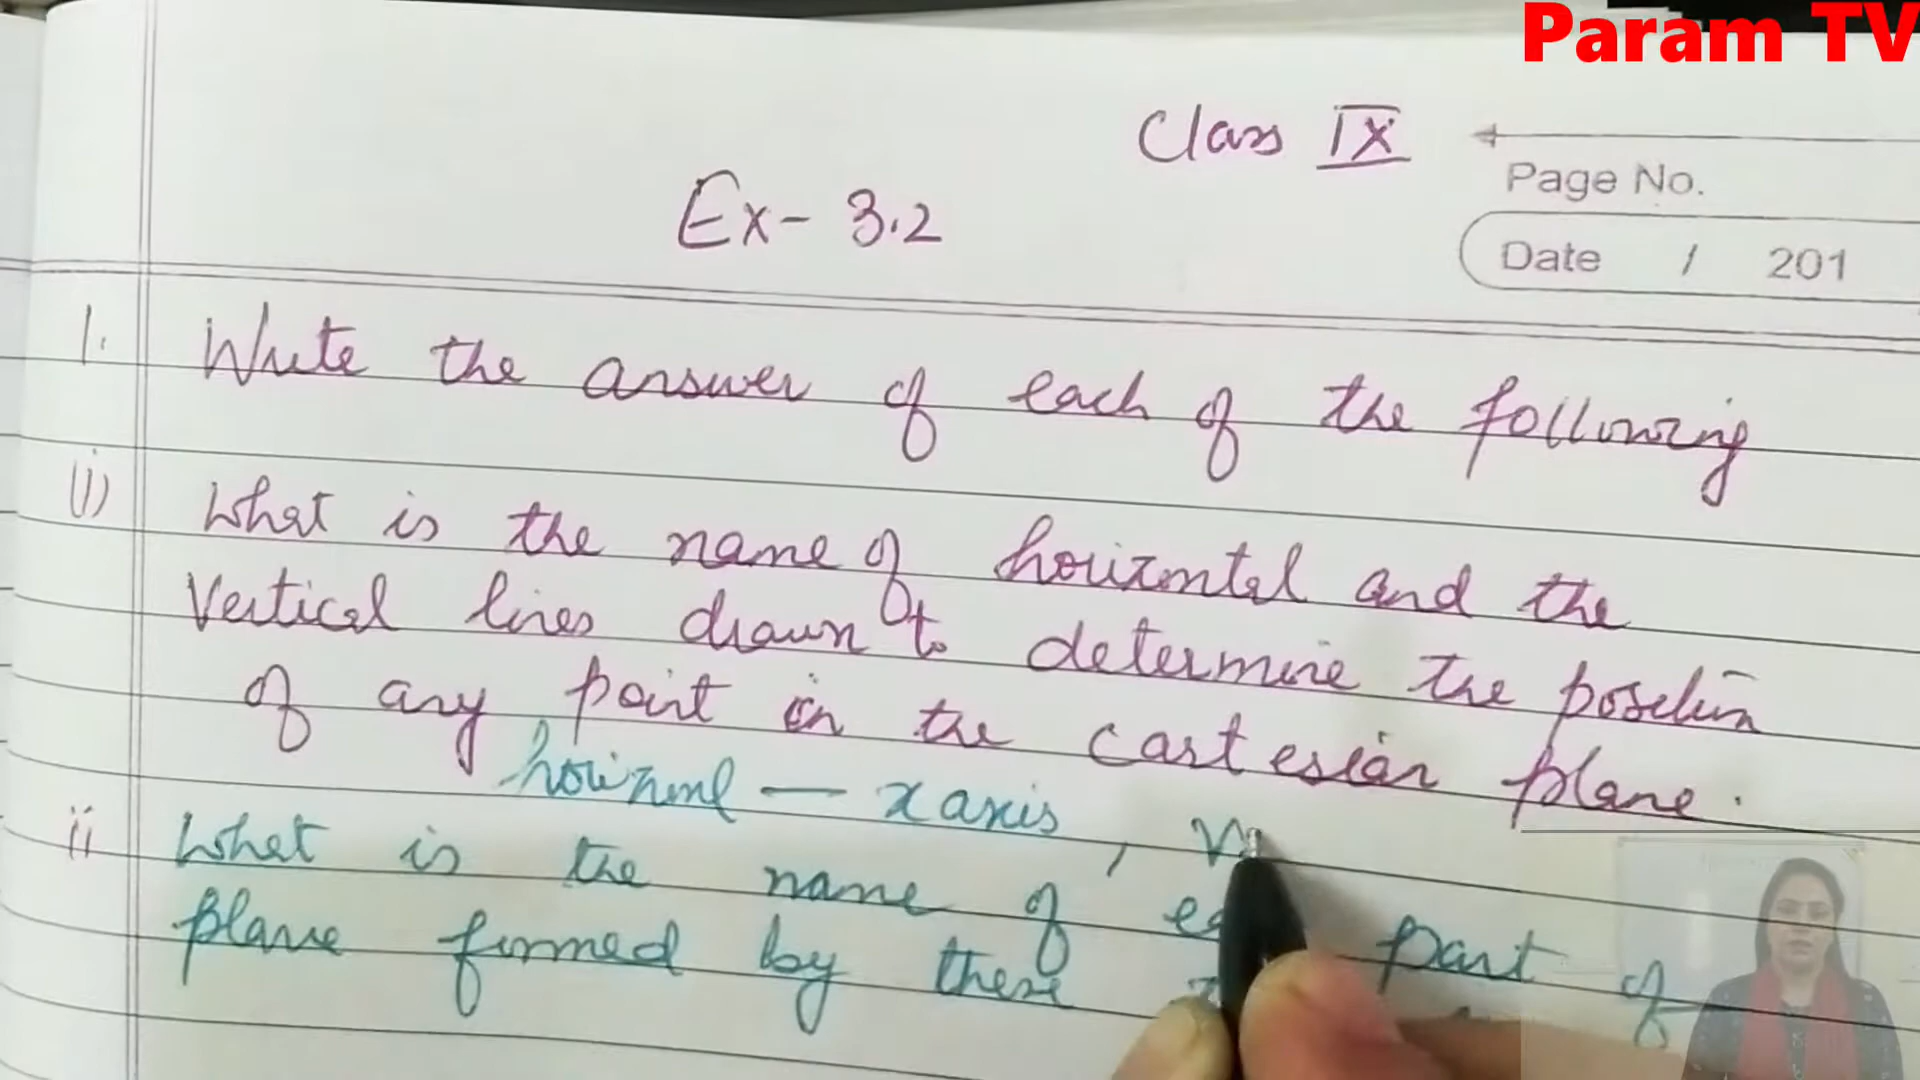 Param TV
Class IX
Page No.
Ex- 3.2
Date / 201
1. Write the answer of each of the following
(i) What is the name of horizontal and the
Vertical lines drawn to determine the position
of any point in the cartesian plane.
horizonl — x axis, V
ii What is the name of part of
plane formed by these